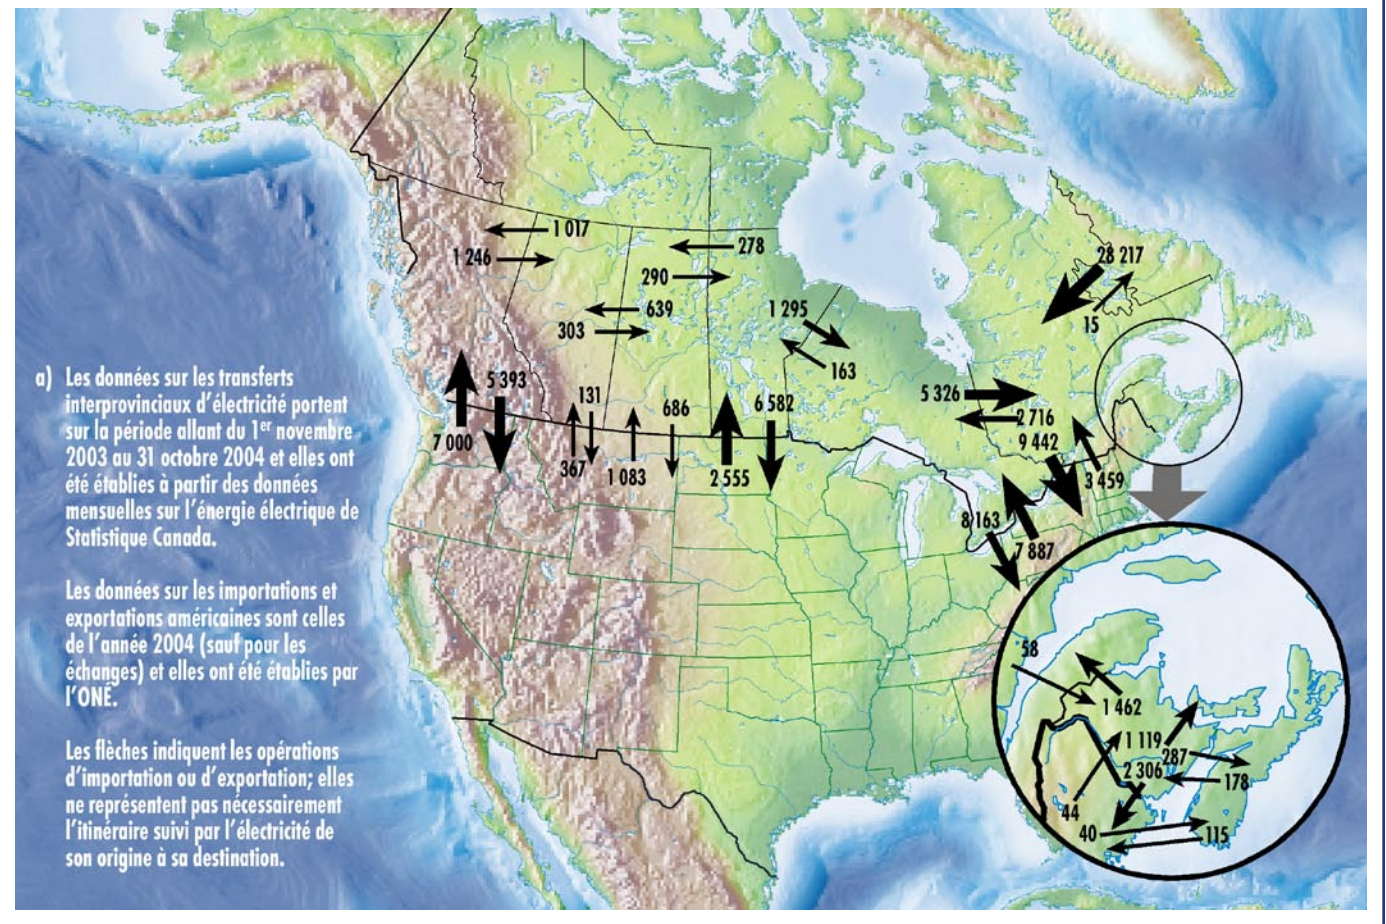 1 017
1 246
278
290
639
303
1 295
163
28 217
15
5 393
7 000
131
367
1 083
686
2 555
6 582
5 326
2 716
9 442
3 459
8 163
7 887
a) Les données sur les transferts
interprovinciaux d'électricité portent
sur la période allant du 1er novembre
2003 au 31 octobre 2004 et elles ont
été établies à partir des données
mensuelles sur l'énergie électrique de
Statistique Canada.
Les données sur les importations et
exportations américaines sont celles
de l'année 2004 (sauf pour les
échanges) et elles ont été établies par
l'ONÉ.
Les flèches indiquent les opérations
d'importation ou d'exportation; elles
ne représentent pas nécessairement
l'itinéraire suivi par l'électricité de
son origine à sa destination.
58
1 462
1 119
287
2 306
178
44
40
115